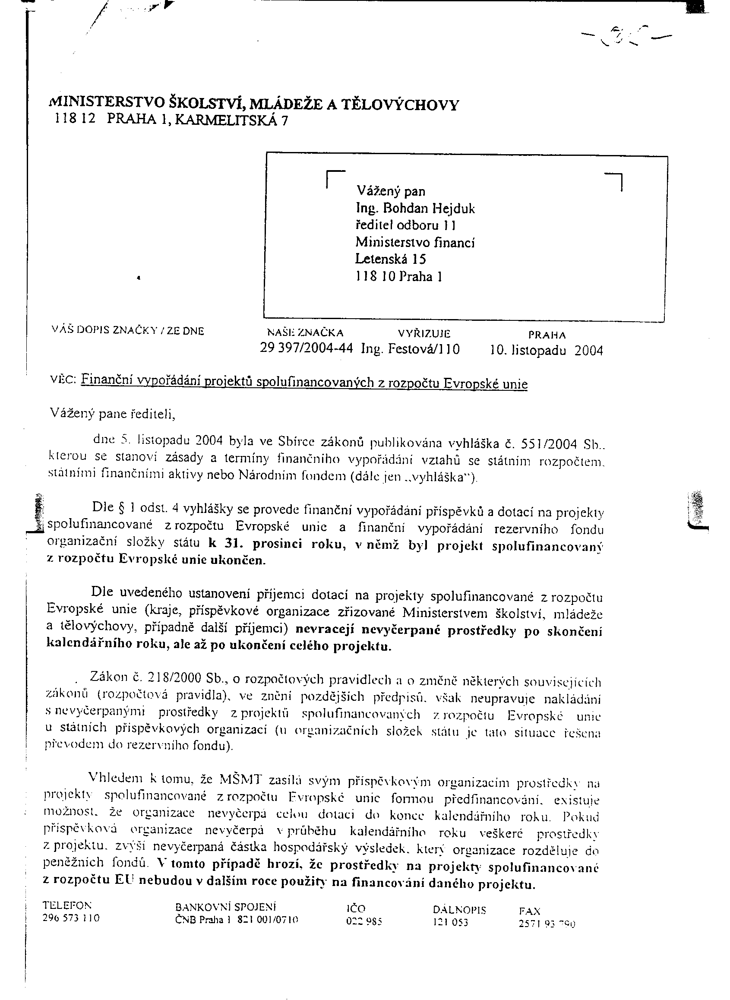 MINISTERSTVO ŠKOLSTVÍ, MLÁDEŽE A TĚLOVÝCHOVY
118 12 PRAHA 1, KARMELITSKÁ 7
Vážený pan
Ing. Bohdan Hejduk
ředitel odboru 11
Ministerstvo financí
Letenská 15
118 10 Praha 1
VÁŠ DOPIS ZNAČKY / ZE DNE NAŠE ZNAČKA VYŘIZUJE PRAHA
29 397/2004-44 Ing. Festová/110 10. listopadu 2004
VĚC: Finanční vypořádání projektů spolufinancovaných z rozpočtu Evropské unie
Vážený pane řediteli,
dne 5. listopadu 2004 byla ve Sbírce zákonů publikována vyhláška č. 551/2004 Sb.,
kterou se stanoví zásady a termíny finančního vypořádání vztahů se státním rozpočtem,
státními finančními aktivy nebo Národním fondem (dále jen „vyhláška“).
Dle § 1 odst. 4 vyhlášky se provede finanční vypořádání příspěvků a dotací na projekty
spolufinancované z rozpočtu Evropské unie a finanční vypořádání rezervního fondu
organizační složky státu k 31. prosinci roku, v němž byl projekt spolufinancovaný
z rozpočtu Evropské unie ukončen.
Dle uvedeného ustanovení příjemci dotací na projekty spolufinancované z rozpočtu
Evropské unie (kraje, příspěvkové organizace zřizované Ministerstvem školství, mládeže
a tělovýchovy, případně další příjemci) nevracejí nevyčerpané prostředky po skončení
kalendářního roku, ale až po ukončení celého projektu.
Zákon č. 218/2000 Sb., o rozpočtových pravidlech a o změně některých souvisejících
zákonů (rozpočtová pravidla), ve znění pozdějších předpisů, však neupravuje nakládání
s nevyčerpanými prostředky z projektů spolufinancovaných z rozpočtu Evropské unie
u státních příspěvkových organizací (u organizačních složek státu je tato situace řešena
převodem do rezervního fondu).
Vhledem k tomu, že MŠMT zasílá svým příspěvkovým organizacím prostředky na
projekty spolufinancované z rozpočtu Evropské unie formou předfinancování, existuje
možnost, že organizace nevyčerpá celou dotaci do konce kalendářního roku. Pokud
příspěvková organizace nevyčerpá v průběhu kalendářního roku veškeré prostředky
z projektu, zvýší nevyčerpaná částka hospodářský výsledek, který organizace rozděluje do
peněžních fondů. V tomto případě hrozí, že prostředky na projekty spolufinancované
z rozpočtu EU nebudou v dalším roce použity na financování daného projektu.
TELEFON BANKOVNÍ SPOJENÍ IČO DÁLNOPIS FAX
296 573 110 ČNB Praha 1 821 001/0710 022 985 121 053 2571 93 790